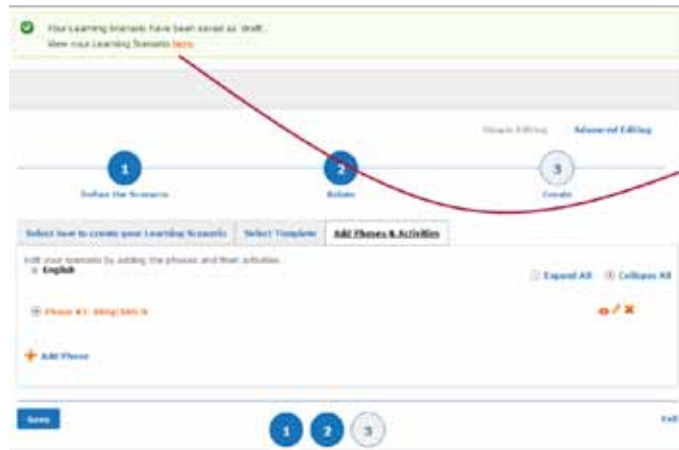 Your Learning Scenario have been saved as 'draft'.
View your Learning Scenario here.
Simple Editing Advanced Editing
1 2 3
Define the Scenario Relate Create
Select how to create your Learning Scenario Select Template Add Phases & Activities
Edit your scenario by adding the phases and their activities.
English
Expand All Collapse All
Phase #1:
Add Phase
Save 1 2 3 Exit